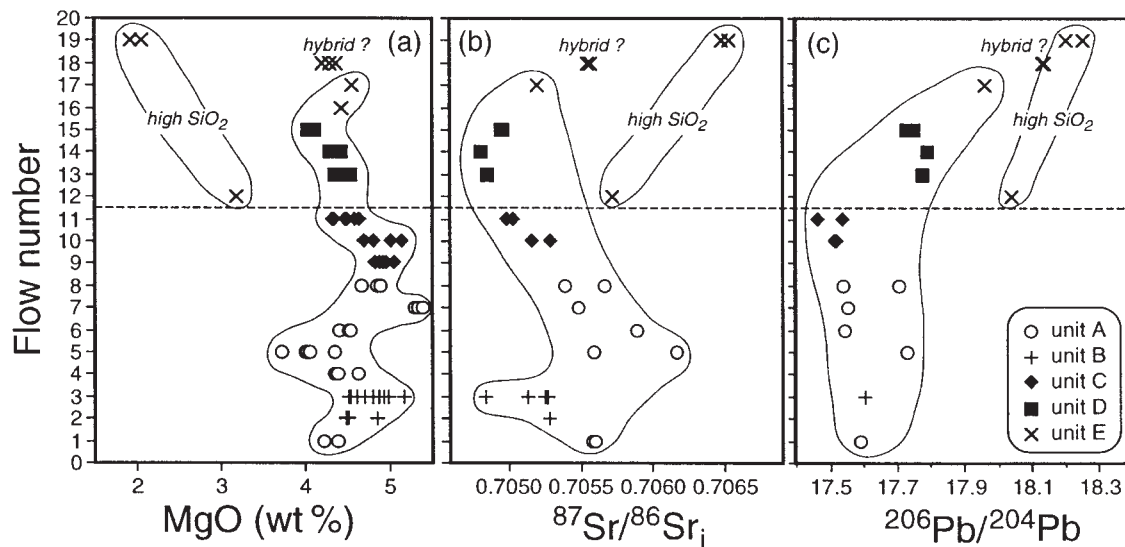 Flow number
19
18
17
16
15
14
13
12
11
10
9
8
7
6
5
4
3
2
1
0
(a)
hybrid ?
high SiO₂
2
3
4
5
MgO (wt %)
(b)
hybrid ?
high SiO₂
0.7050
0.7055
0.7060
0.7065
⁸⁷Sr/⁸⁶Srᵢ
(c)
hybrid ?
high SiO₂
unit A
unit B
unit C
unit D
unit E
17.5
17.7
17.9
18.1
18.3
²⁰⁶Pb/²⁰⁴Pb